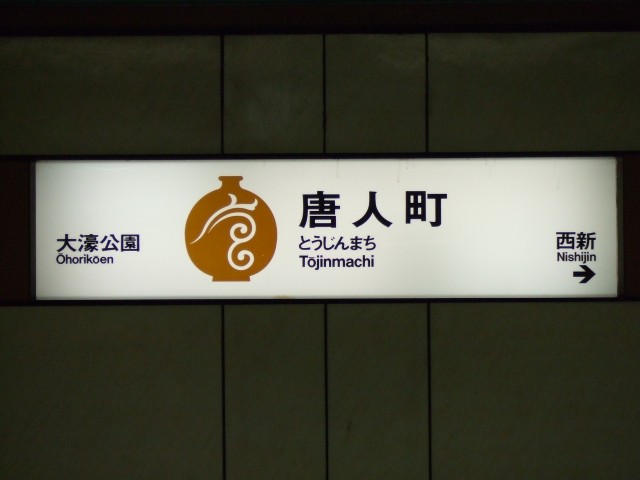 大濠公園
Ōhorikōen
唐人町
とうじんまち
Tōjinmachi
西新
Nishijin